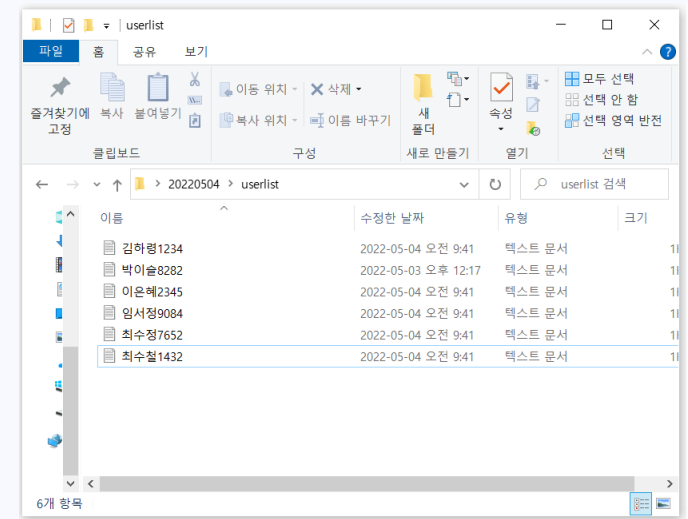 userlist
파일 홈 공유 보기
즐겨찾기에 고정
복사
붙여넣기
이동 위치
복사 위치
삭제
이름 바꾸기
새 폴더
속성
모두 선택
선택 안 함
선택 영역 반전
클립보드 구성 새로 만들기 열기 선택
20220504 > userlist
userlist 검색
이름 수정한 날짜 유형 크기
김하령1234 2022-05-04 오전 9:41 텍스트 문서
박이슬8282 2022-05-03 오후 12:17 텍스트 문서
이은혜2345 2022-05-04 오전 9:41 텍스트 문서
임서정9084 2022-05-04 오전 9:41 텍스트 문서
최수정7652 2022-05-04 오전 9:41 텍스트 문서
최수철1432 2022-05-04 오전 9:41 텍스트 문서
6개 항목